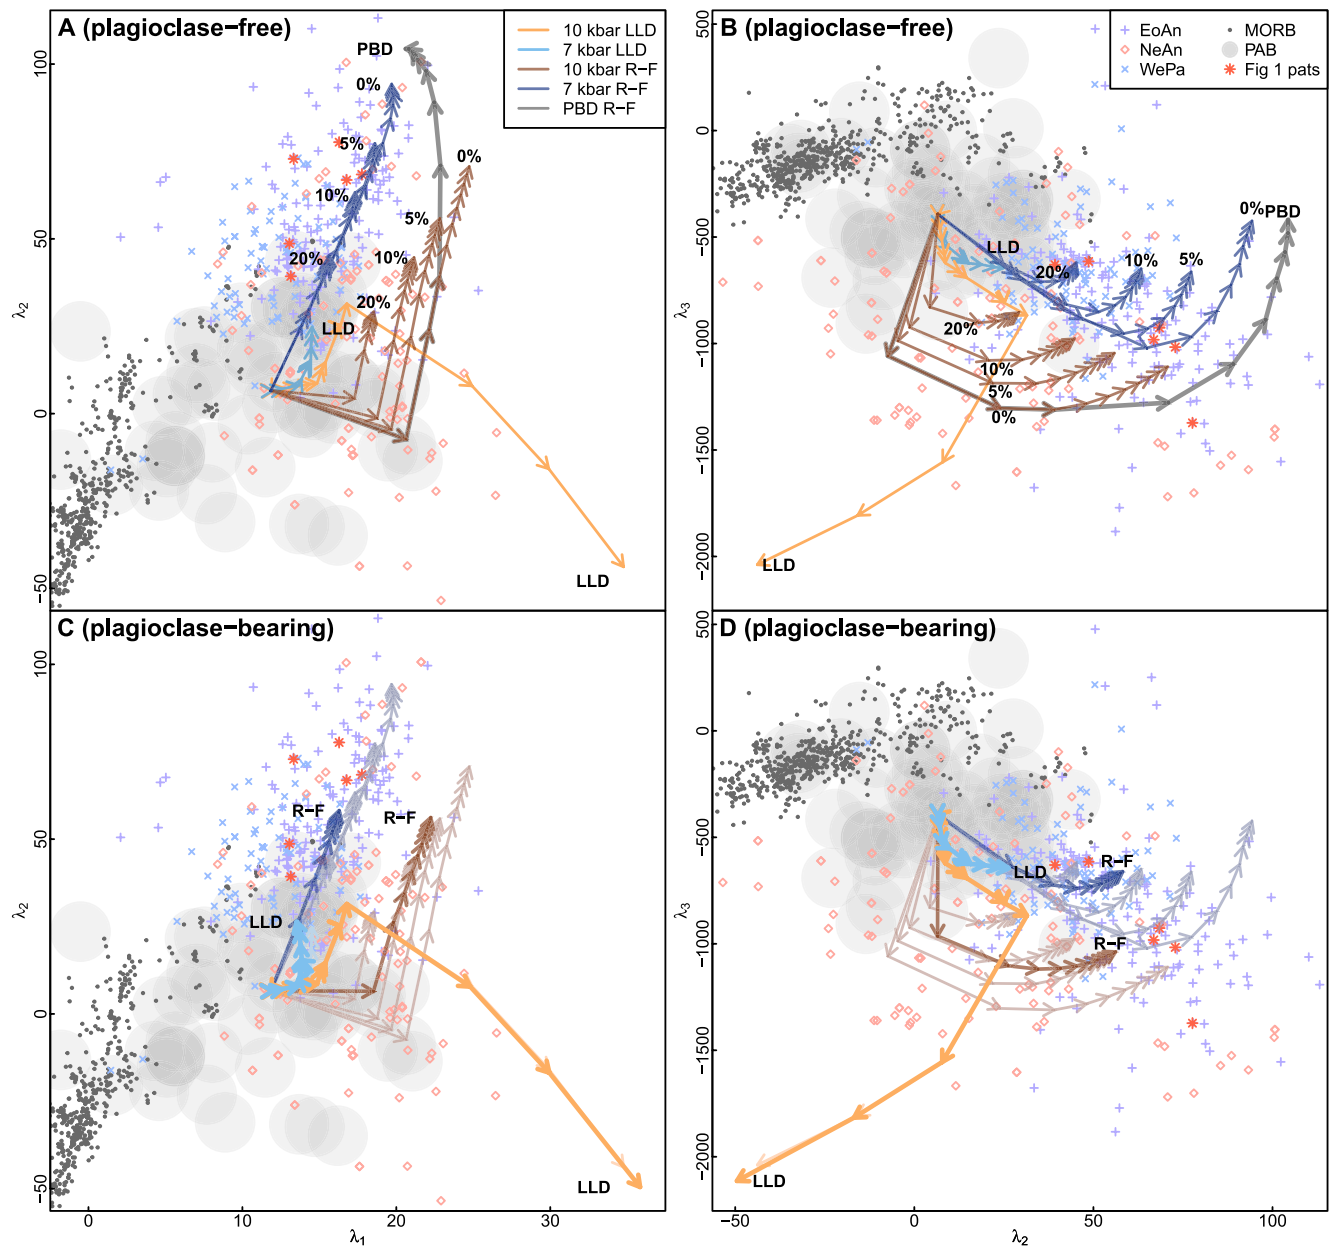 A (plagioclase−free)
10 kbar LLD
7 kbar LLD
10 kbar R−F
7 kbar R−F
PBD R−F
PBD
0%
5%
10%
20%
0%
5%
10%
20%
LLD
LLD
100
50
0
−50
λ2
B (plagioclase−free)
EoAn
NeAn
WePa
MORB
PAB
Fig 1 pats
LLD
20%
10%
5%
0%
PBD
20%
10%
5%
0%
LLD
500
0
−500
−1000
−1500
−2000
λ3
C (plagioclase−bearing)
R−F
R−F
LLD
LLD
100
50
0
−50
λ2
0
10
20
30
λ1
D (plagioclase−bearing)
LLD
R−F
R−F
LLD
500
0
−500
−1000
−1500
−2000
λ3
−50
0
50
100
λ2